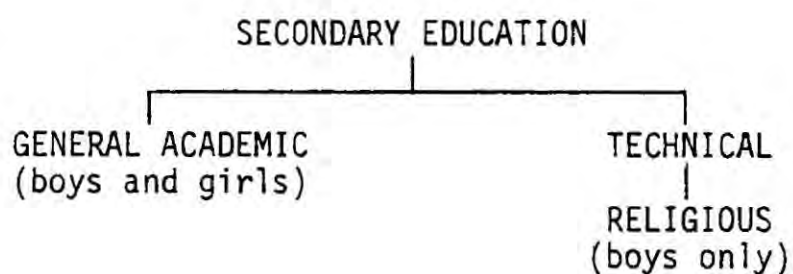 SECONDARY EDUCATION
GENERAL ACADEMIC
(boys and girls)
TECHNICAL
RELIGIOUS
(boys only)